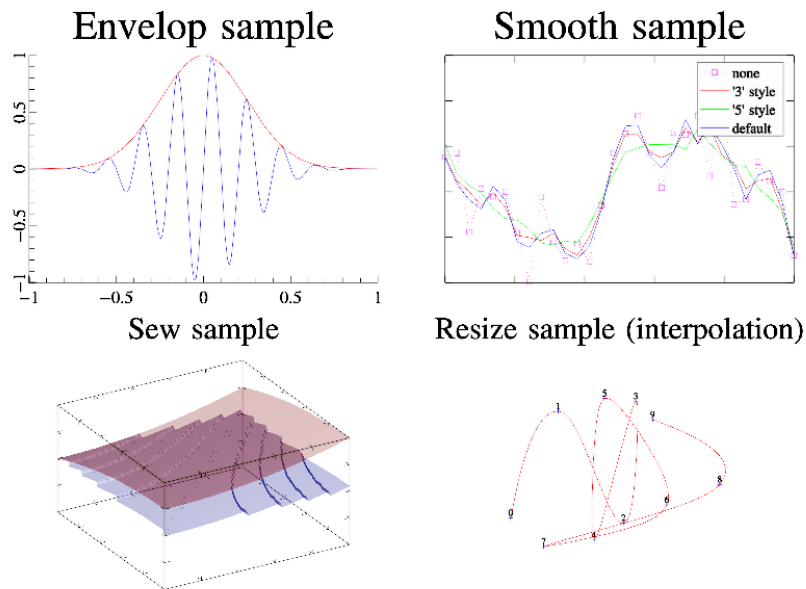 Envelop sample
Smooth sample
none
'3' style
'5' style
default
1
0.5
0
−0.5
−1
−1
−0.5
0
0.5
1
Sew sample
Resize sample (interpolation)
0
1
2
3
4
5
6
7
8
9